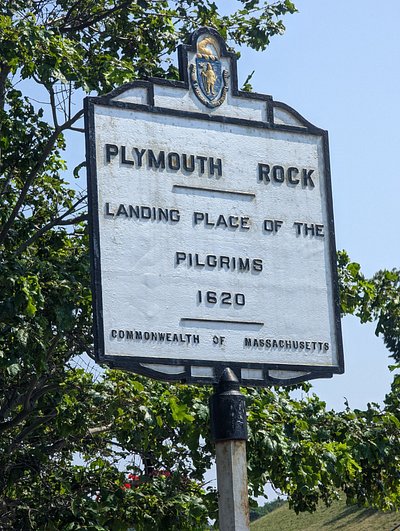 PLYMOUTH ROCK
LANDING PLACE OF THE
PILGRIMS
1620
COMMONWEALTH OF MASSACHUSETTS